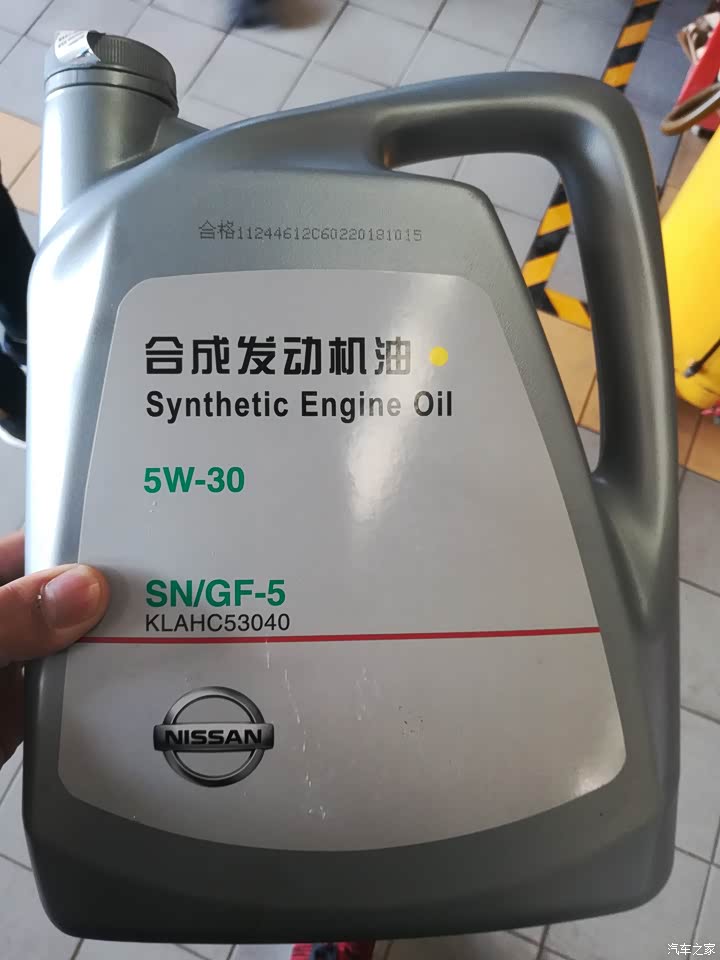 合格11244612C60220181015
合成发动机油
Synthetic Engine Oil
5W-30
SN/GF-5
KLAHC53040
NISSAN
汽车之家